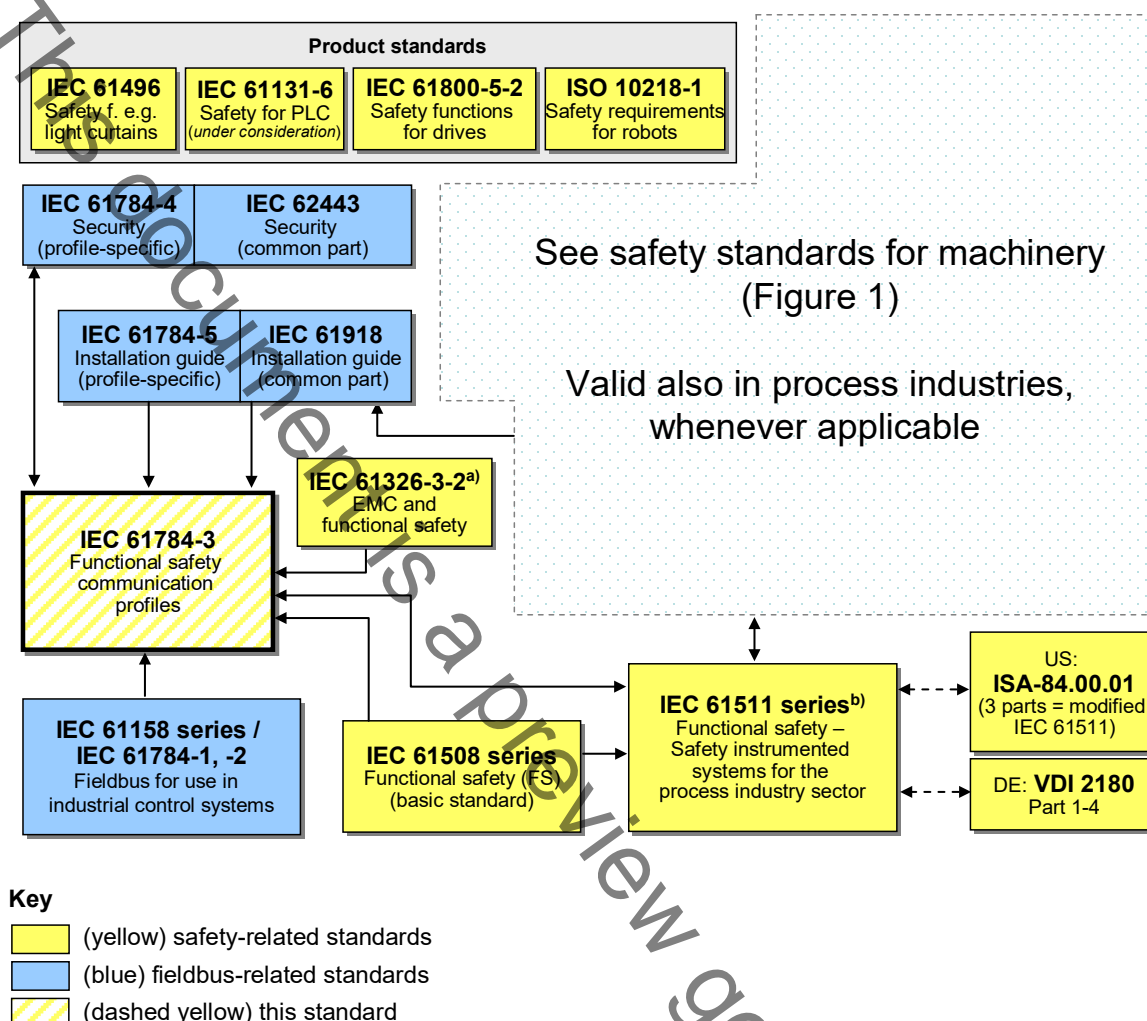 Product standards
IEC 61496
Safety f. e.g.
light curtains
IEC 61131-6
Safety for PLC
(under consideration)
IEC 61800-5-2
Safety functions
for drives
ISO 10218-1
Safety requirements
for robots
IEC 61784-4
Security
(profile-specific)
IEC 62443
Security
(common part)
See safety standards for machinery
(Figure 1)
Valid also in process industries,
whenever applicable
IEC 61784-5
Installation guide
(profile-specific)
IEC 61918
Installation guide
(common part)
IEC 61326-3-2a)
EMC and
functional safety
IEC 61784-3
Functional safety
communication
profiles
IEC 61158 series /
IEC 61784-1, -2
Fieldbus for use in
industrial control systems
IEC 61508 series
Functional safety (FS)
(basic standard)
IEC 61511 series b)
Functional safety –
Safety instrumented
systems for the
process industry sector
US:
ISA-84.00.01
(3 parts = modified
IEC 61511)
DE: VDI 2180
Part 1-4
Key
(yellow) safety-related standards
(blue) fieldbus-related standards
(dashed yellow) this standard
This document is a preview ge